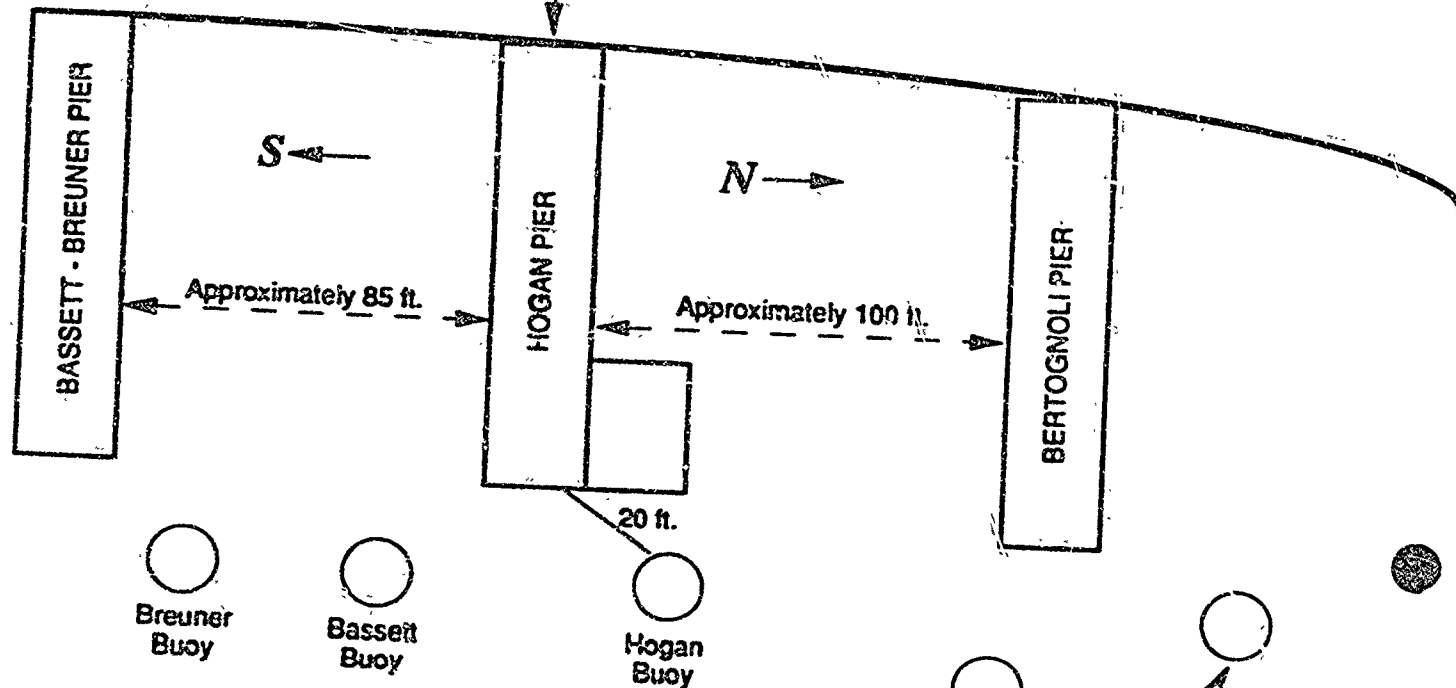 BASSETT - BREUNER PIER
S
HOGAN PIER
N
BERTOGNOLI PIER
Approximately 85 ft.
Approximately 100 ft.
20 ft.
Breuner
Buoy
Bassett
Buoy
Hogan
Buoy